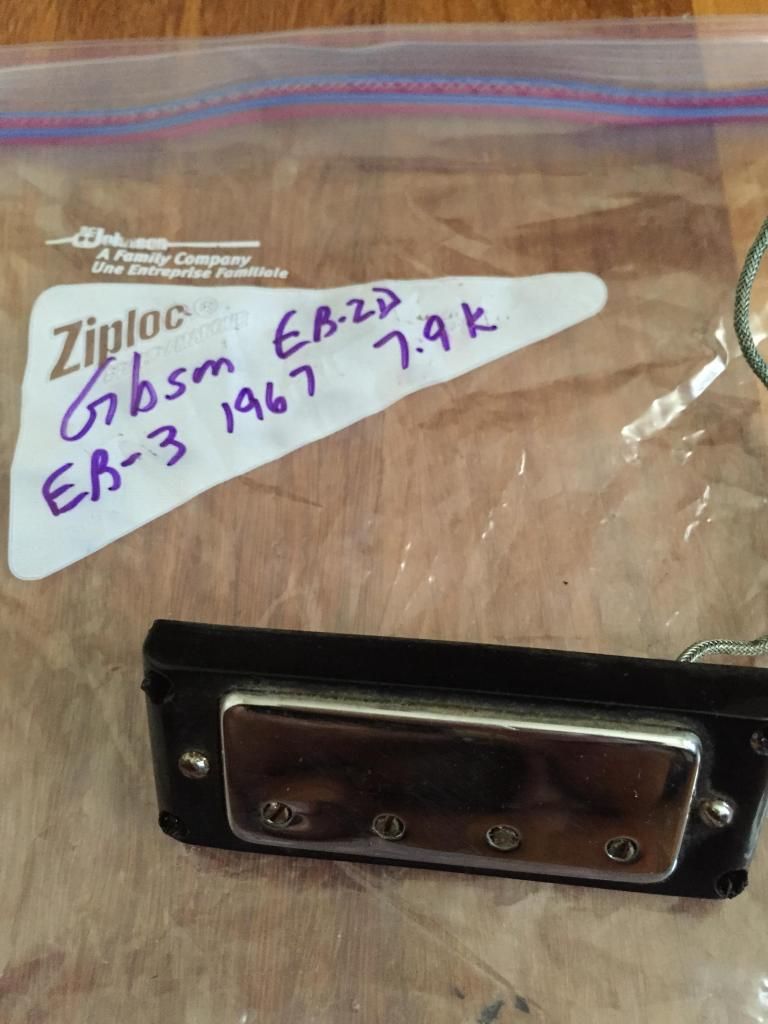 SC Johnson
A Family Company
Une Entreprise Familiale
Ziploc®
Gibson EB-2D
EB-3 1967 7.9K